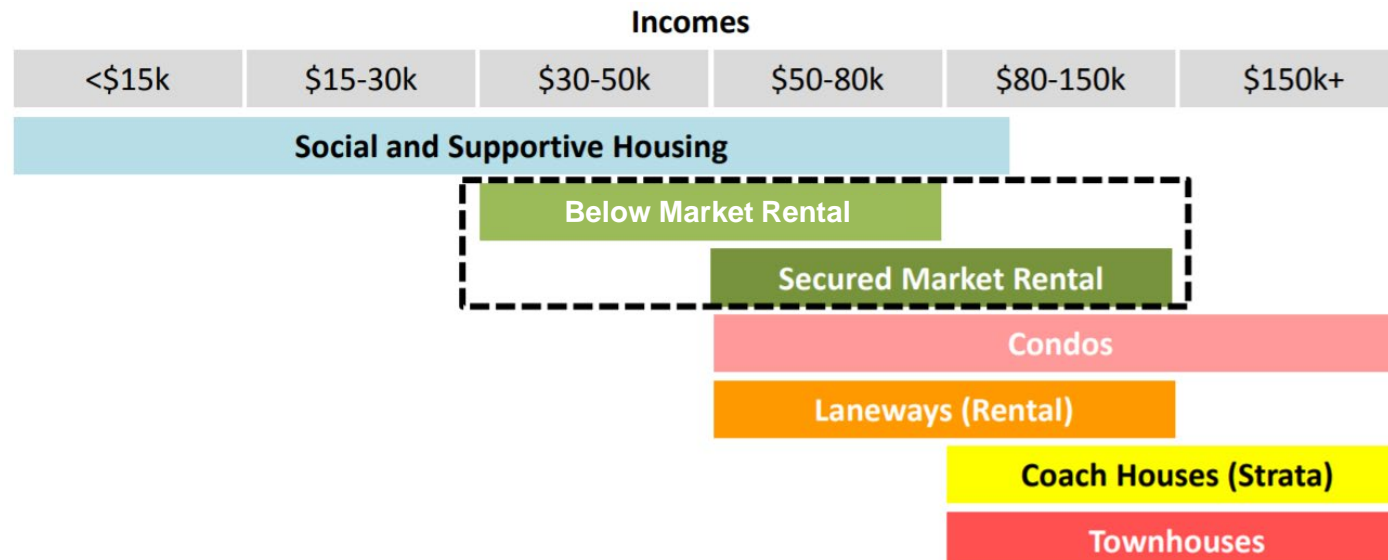 Incomes
<$15k $15-30k $30-50k $50-80k $80-150k $150k+
Social and Supportive Housing
Below Market Rental
Secured Market Rental
Condos
Laneways (Rental)
Coach Houses (Strata)
Townhouses